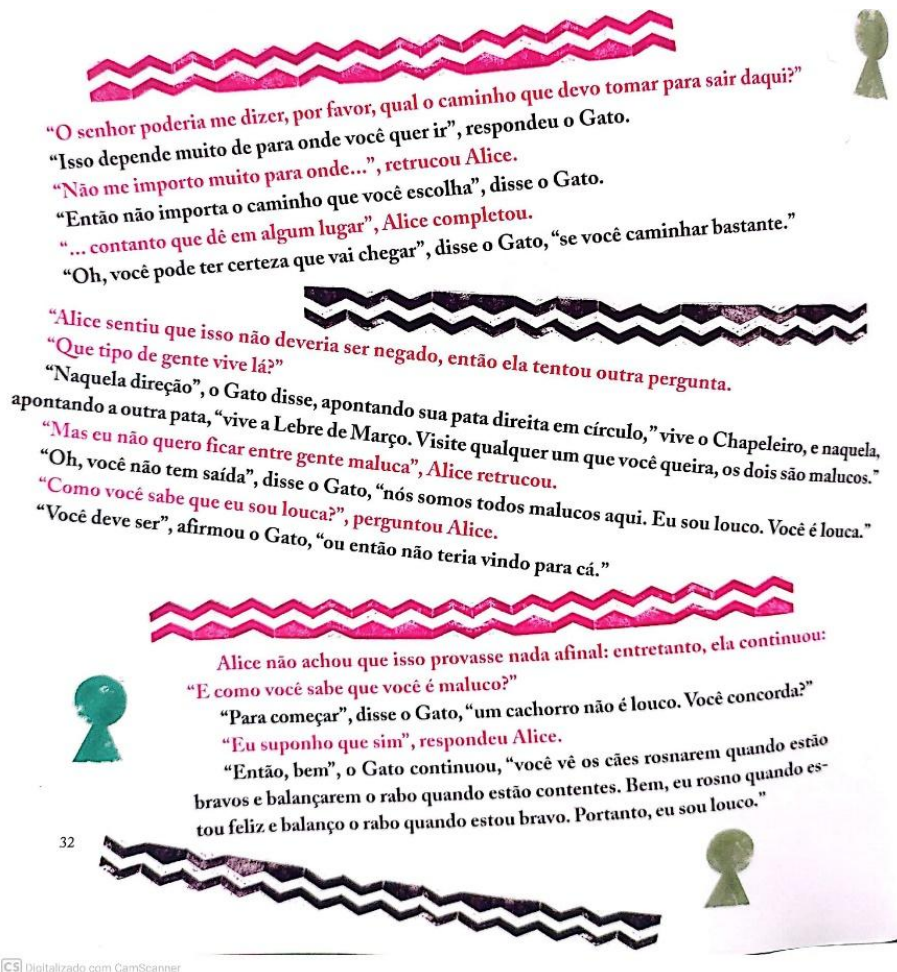 “O senhor poderia me dizer, por favor, qual o caminho que devo tomar para sair daqui?”
“Isso depende muito de para onde você quer ir”, respondeu o Gato.
“Não me importo muito para onde...”, retrucou Alice.
“Então não importa o caminho que você escolha”, disse o Gato.
“... contanto que dê em algum lugar”, Alice completou.
“Oh, você pode ter certeza que vai chegar”, disse o Gato, “se você caminhar bastante.”
“Alice sentiu que isso não deveria ser negado, então ela tentou outra pergunta.
“Que tipo de gente vive lá?”
“Naquela direção”, o Gato disse, apontando sua pata direita em círculo,” vive o Chapeleiro, e naquela,
apontando a outra pata, “vive a Lebre de Março. Visite qualquer um que você queira, os dois são malucos.”
“Mas eu não quero ficar entre gente maluca”, Alice retrucou.
“Oh, você não tem saída”, disse o Gato, “nós somos todos malucos aqui. Eu sou louco. Você é louca.”
“Como você sabe que eu sou louca?”, perguntou Alice.
“Você deve ser”, afirmou o Gato, “ou então não teria vindo para cá.”
Alice não achou que isso provasse nada afinal: entretanto, ela continuou:
“E como você sabe que você é maluco?”
“Para começar”, disse o Gato, “um cachorro não é louco. Você concorda?”
“Eu suponho que sim”, respondeu Alice.
“Então, bem”, o Gato continuou, “você vê os cães rosnarem quando estão
bravos e balançarem o rabo quando estão contentes. Bem, eu rosno quando es-
tou feliz e balanço o rabo quando estou bravo. Portanto, eu sou louco.”
32
CS Digitalizado com CamScanner